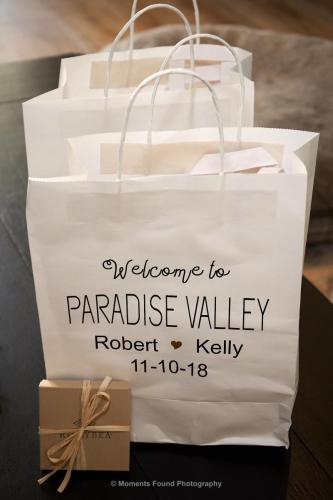 Welcome to
PARADISE VALLEY
Robert ♥ Kelly
11-10-18
© Moments Found Photography